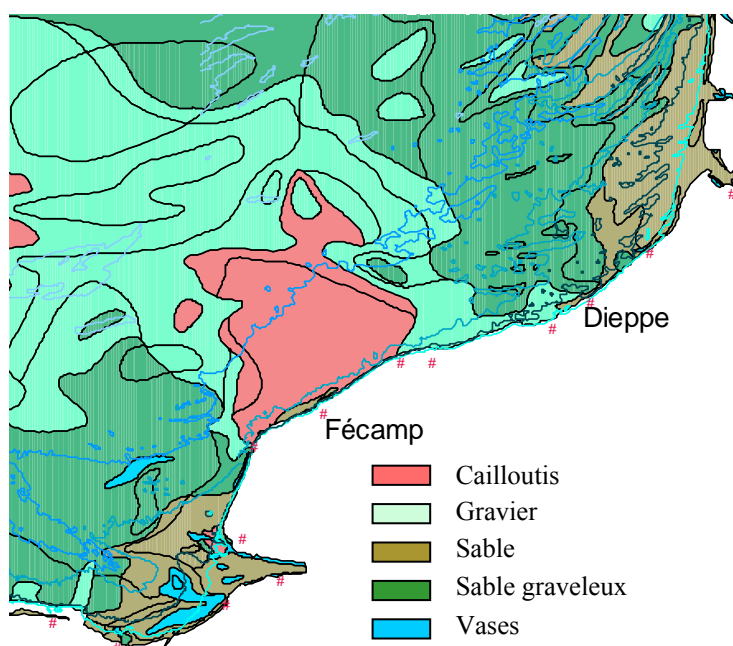 Dieppe
Fécamp
Cailloutis
Gravier
Sable
Sable graveleux
Vases